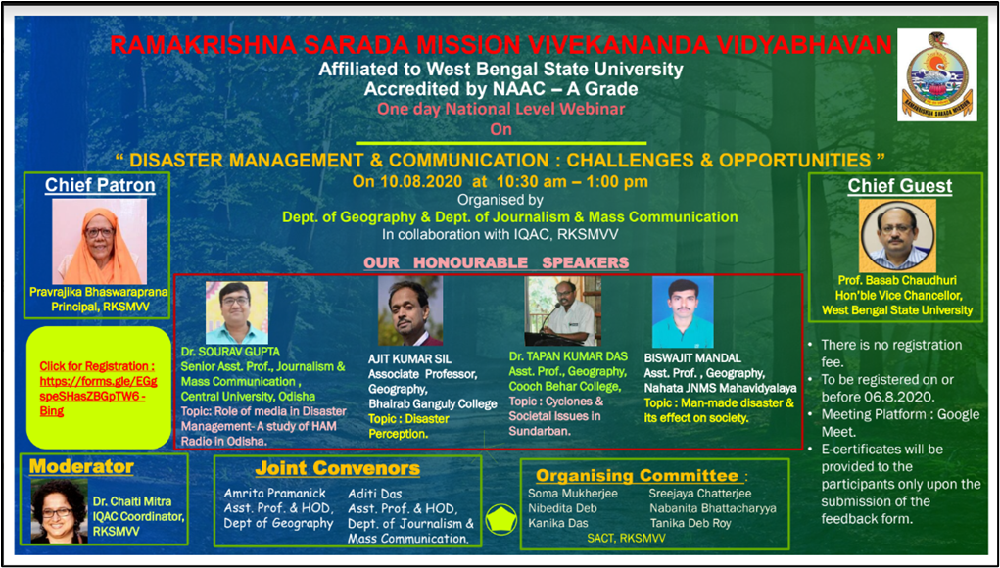 RAMAKRISHNA SARADA MISSION VIVEKANANDA VIDYABHAVAN
Affiliated to West Bengal State University
Accredited by NAAC – A Grade
One day National Level Webinar
On
“ DISASTER MANAGEMENT & COMMUNICATION : CHALLENGES & OPPORTUNITIES ”
On 10.08.2020 at 10:30 am – 1:00 pm
Organised by
Dept. of Geography & Dept. of Journalism & Mass Communication
In collaboration with IQAC, RKSMVV
RAMAKRISHNA SARADA MISSION
Chief Patron
Pravrajika Bhaswaraprana
Principal, RKSMVV
Chief Guest
Prof. Basab Chaudhuri
Hon’ble Vice Chancellor,
West Bengal State University
OUR HONOURABLE SPEAKERS
Dr. SOURAV GUPTA
Senior Asst. Prof., Journalism &
Mass Communication ,
Central University, Odisha
Topic: Role of media in Disaster
Management- A study of HAM
Radio in Odisha.
AJIT KUMAR SIL
Associate Professor,
Geography,
Bhairab Ganguly College
Topic : Disaster
Perception.
Dr. TAPAN KUMAR DAS
Asst. Prof., Geography,
Cooch Behar College,
Topic : Cyclones &
Societal Issues in
Sundarban.
BISWAJIT MANDAL
Asst. Prof. , Geography,
Nahata JNMS Mahavidyalaya
Topic : Man-made disaster &
its effect on society.
Click for Registration :
https://forms.gle/EGg
speSHasZBGpTW6 -
Bing
• There is no registration
fee.
• To be registered on or
before 06.8.2020.
• Meeting Platform : Google
Meet.
• E-certificates will be
provided to the
participants only upon the
submission of the
feedback form.
Moderator
Dr. Chaiti Mitra
IQAC Coordinator,
RKSMVV
Joint Convenors
Amrita Pramanick
Asst. Prof. & HOD,
Dept of Geography
Aditi Das
Asst. Prof. & HOD,
Dept. of Journalism &
Mass Communication.
Organising Committee :
Soma Mukherjee
Nibedita Deb
Kanika Das
Sreejaya Chatterjee
Nabanita Bhattacharyya
Tanika Deb Roy
SACT, RKSMVV